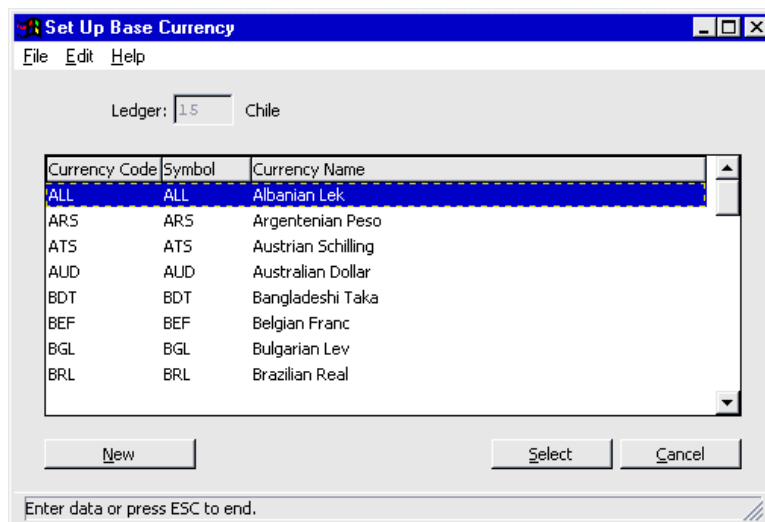 Set Up Base Currency
File Edit Help
Ledger: 15 Chile
Currency Code Symbol Currency Name
ALL ALL Albanian Lek
ARS ARS Argentenian Peso
ATS ATS Austrian Schilling
AUD AUD Australian Dollar
BDT BDT Bangladeshi Taka
BEF BEF Belgian Franc
BGL BGL Bulgarian Lev
BRL BRL Brazilian Real
New Select Cancel
Enter data or press ESC to end.